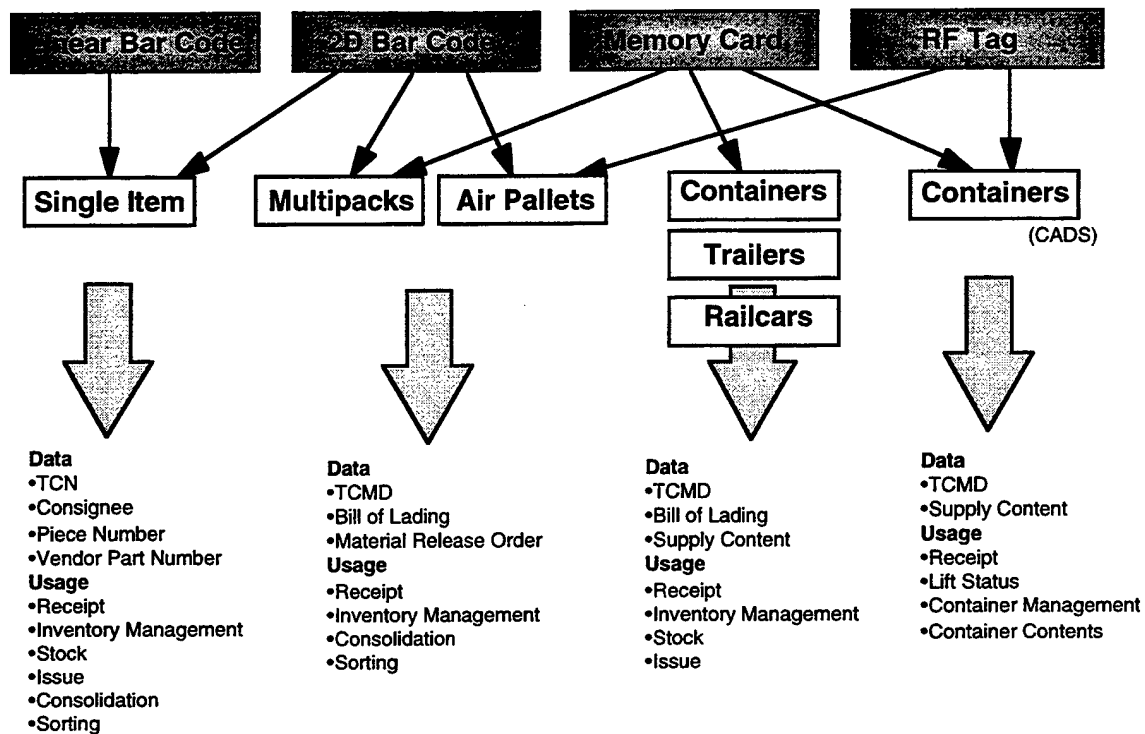 Linear Bar Code
2D Bar Code
Memory Card
RF Tag
Single Item
Multipacks
Air Pallets
Containers
Trailers
Railcars
Containers
(CADS)
Data
•TCN
•Consignee
•Piece Number
•Vendor Part Number
Usage
•Receipt
•Inventory Management
•Stock
•Issue
•Consolidation
•Sorting
Data
•TCMD
•Bill of Lading
•Material Release Order
Usage
•Receipt
•Inventory Management
•Consolidation
•Sorting
Data
•TCMD
•Bill of Lading
•Supply Content
Usage
•Receipt
•Inventory Management
•Stock
•Issue
Data
•TCMD
•Supply Content
Usage
•Receipt
•Lift Status
•Container Management
•Container Contents